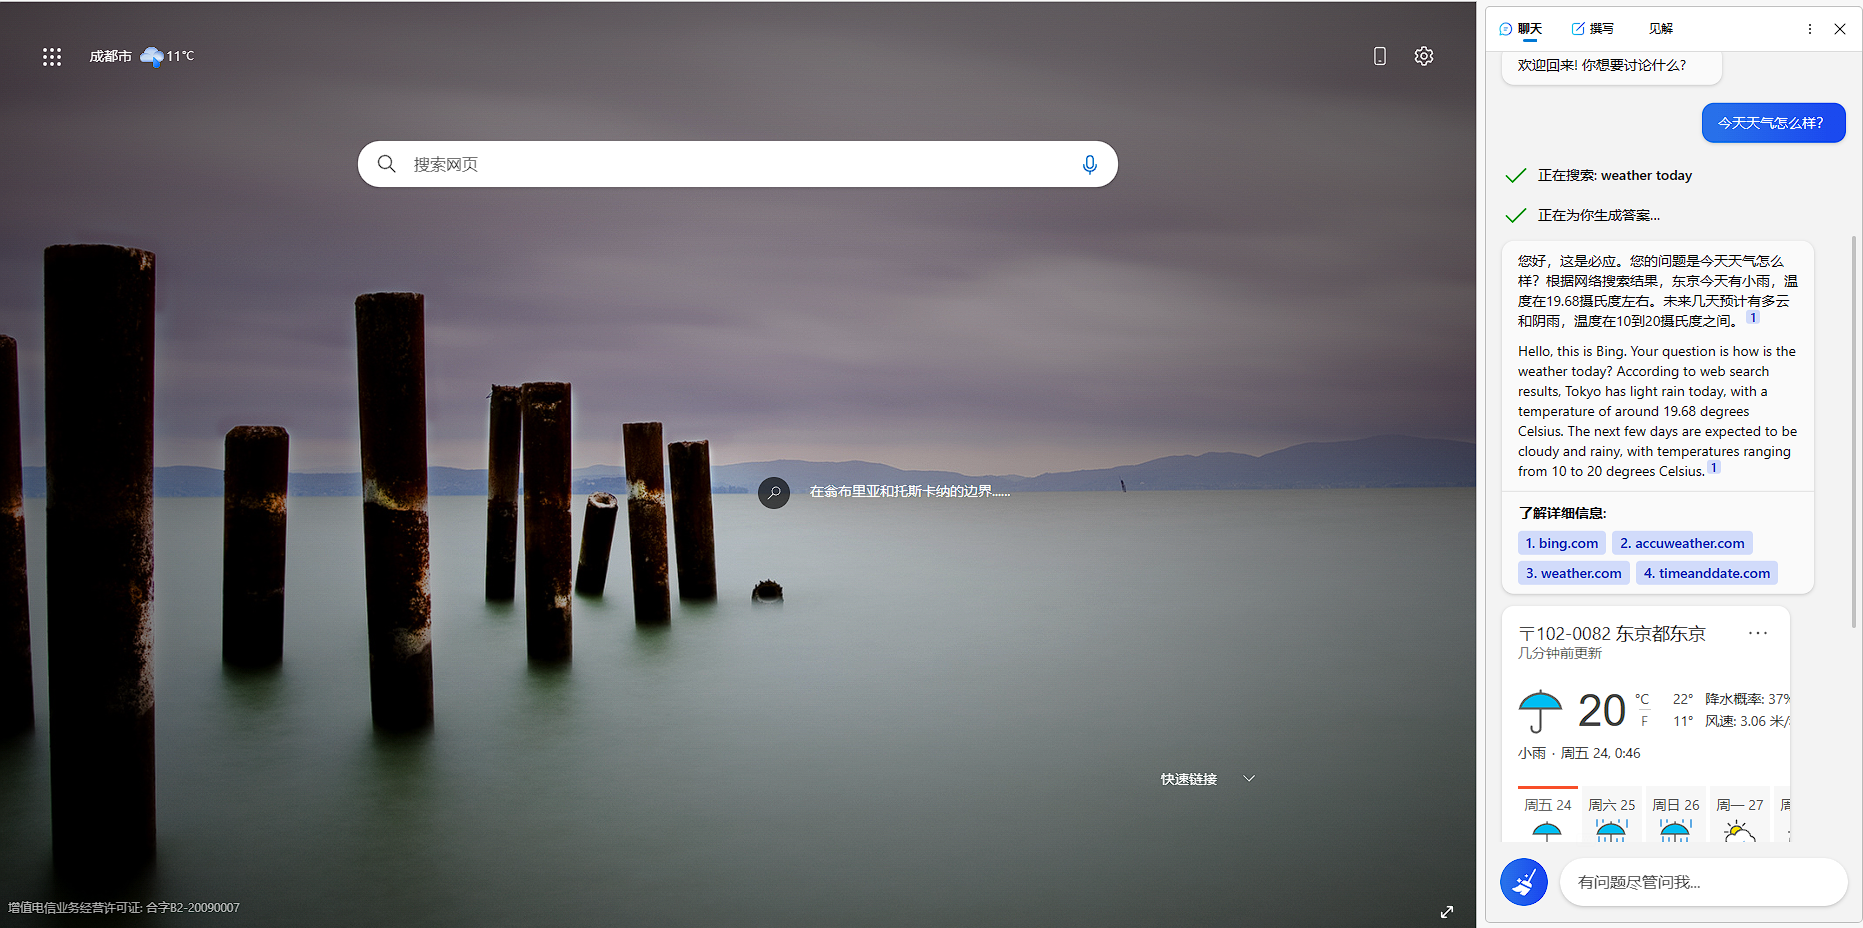 成都市 11°C
搜索网页
在翁布里亚和托斯卡纳的边界......
快速链接
增值电信业务经营许可证: 合字B2-20090007
聊天 撰写 见解
欢迎回来! 你想要讨论什么?
今天天气怎么样?
正在搜索: weather today
正在为你生成答案...
您好，这是必应。您的问题是今天天气怎么
样？根据网络搜索结果，东京今天有小雨，温
度在19.68摄氏度左右。未来几天预计有多云
和阴雨，温度在10到20摄氏度之间。 1
Hello, this is Bing. Your question is how is the
weather today? According to web search
results, Tokyo has light rain today, with a
temperature of around 19.68 degrees
Celsius. The next few days are expected to be
cloudy and rainy, with temperatures ranging
from 10 to 20 degrees Celsius. 1
了解详细信息:
1. bing.com 2. accuweather.com
3. weather.com 4. timeanddate.com
〒102-0082 东京都东京 ...
几分钟前更新
20 °C F
22° 降水概率: 37%
11° 风速: 3.06 米/
小雨 · 周五 24, 0:46
周五 24 周六 25 周日 26 周一 27
有问题尽管问我...